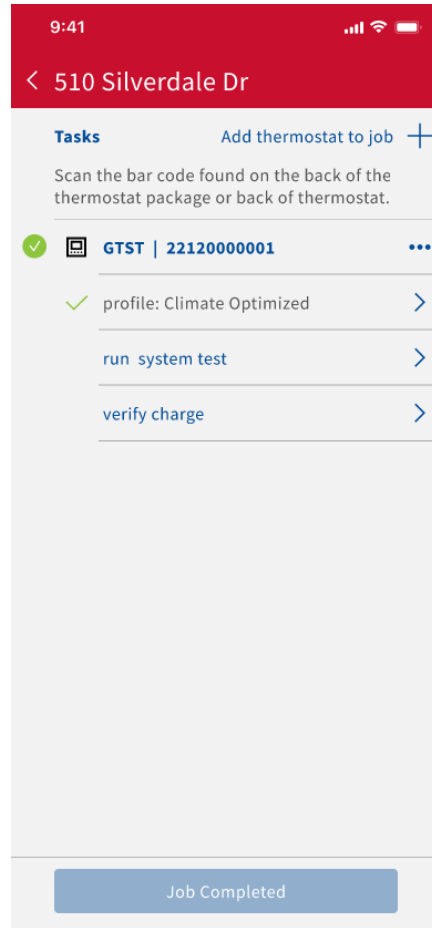 9:41
510 Silverdale Dr
Tasks
Add thermostat to job
Scan the bar code found on the back of the
thermostat package or back of thermostat.
GTST | 22120000001
profile: Climate Optimized
run system test
verify charge
Job Completed